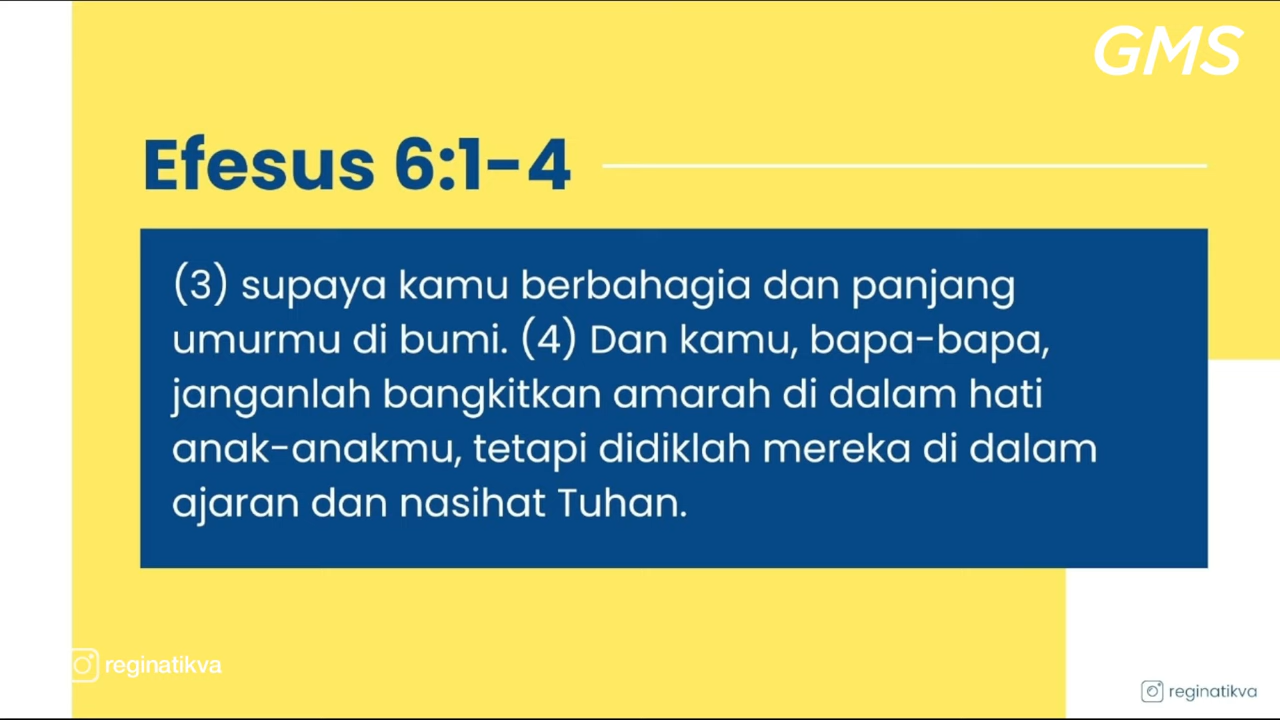 GMS
Efesus 6:1-4
(3) supaya kamu berbahagia dan panjang
umurmu di bumi. (4) Dan kamu, bapa-bapa,
janganlah bangkitkan amarah di dalam hati
anak-anakmu, tetapi didiklah mereka di dalam
ajaran dan nasihat Tuhan.
reginatikva
reginatikva